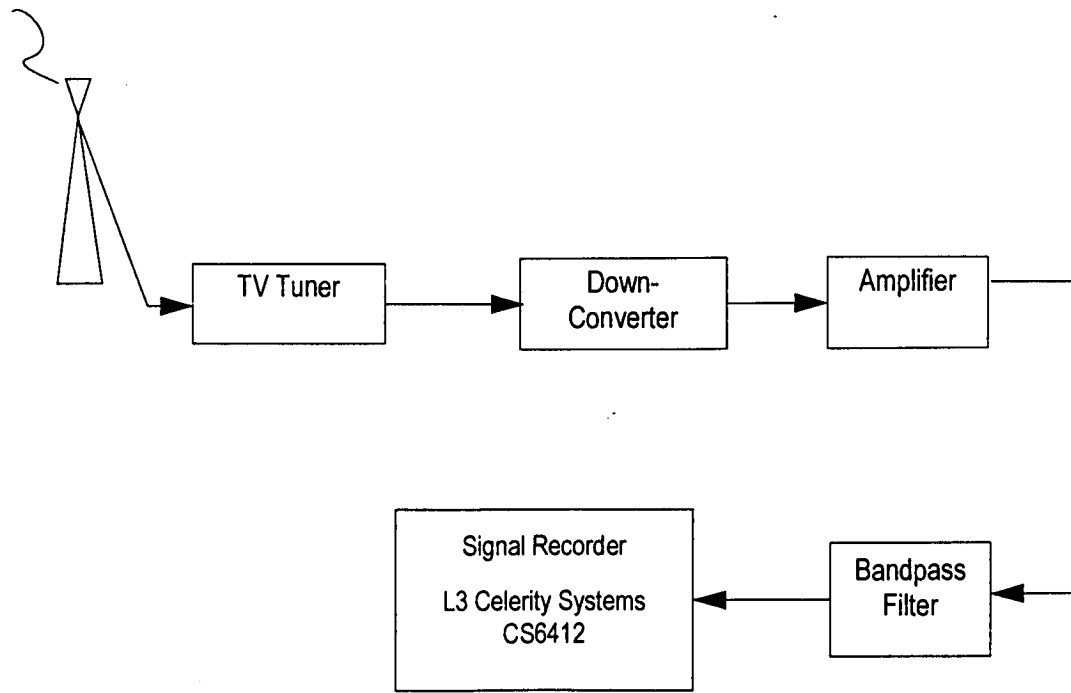 TV Tuner
Down-
Converter
Amplifier
Signal Recorder
L3 Celerity Systems
CS6412
Bandpass
Filter